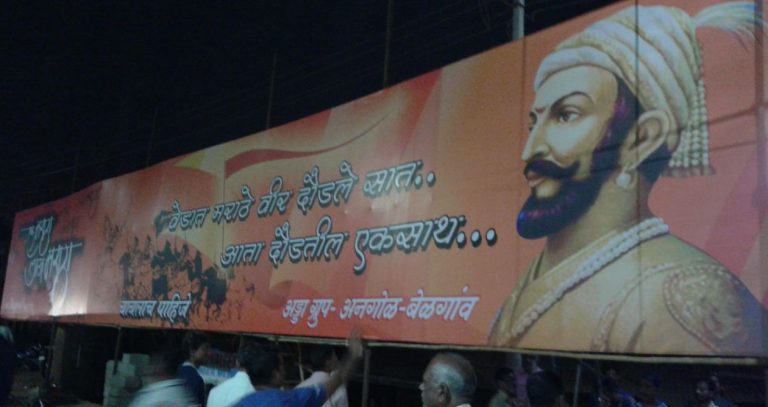 वेडात मराठे वीर दौडले सात..
आता दौडतील एकसाथ...
पाहिजे
अड्डा ग्रुप- अनगोळ-बेळगांव